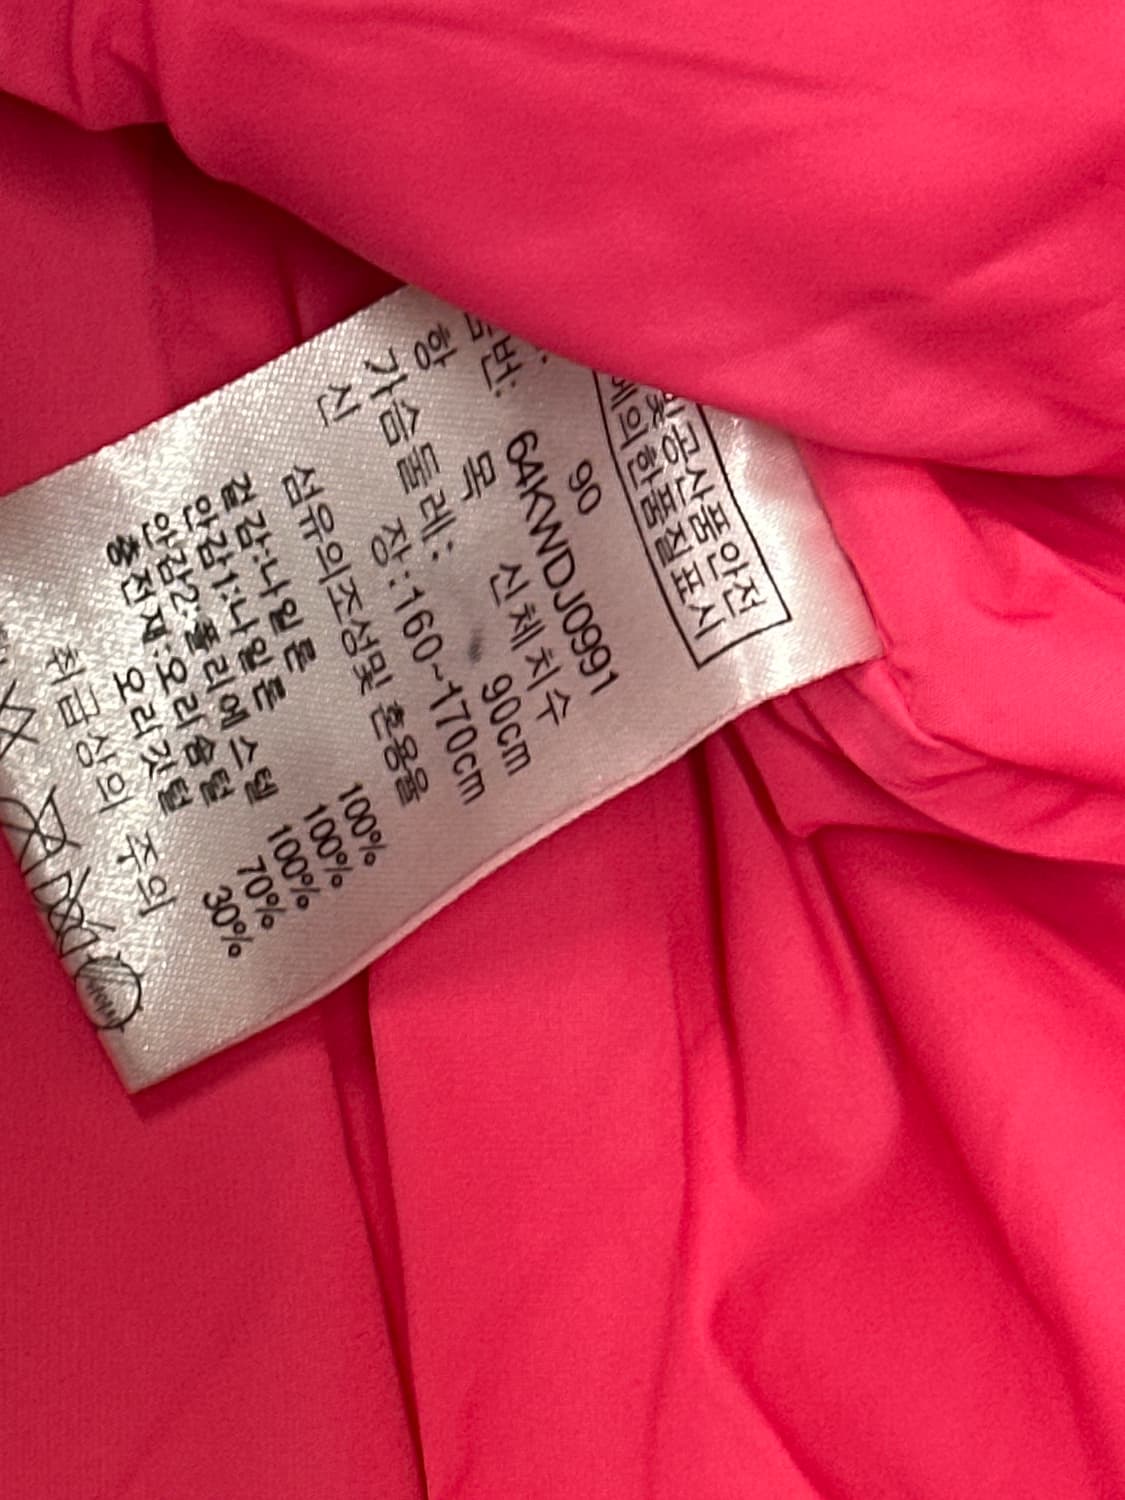 공산품안전
에의한품질표시
90
64KWDJ0991
항 목 신체치수
가슴둘레: 90cm
신 장:160~170cm
섬유의조성및 혼용율
겉감:나일론 100%
안감1:나일론 100%
안감2:폴리에스텔 100%
충전재:오리솜털 70%
오리깃털 30%
취급상의 주의